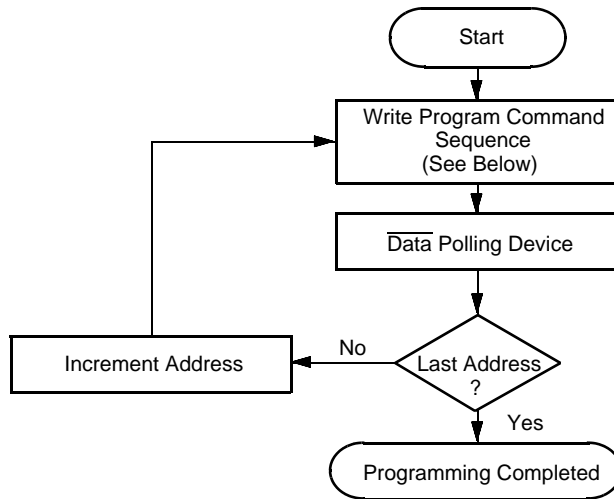 Start
Write Program Command
Sequence
(See Below)
Data Polling Device
No
Increment Address
Last Address
?
Yes
Programming Completed